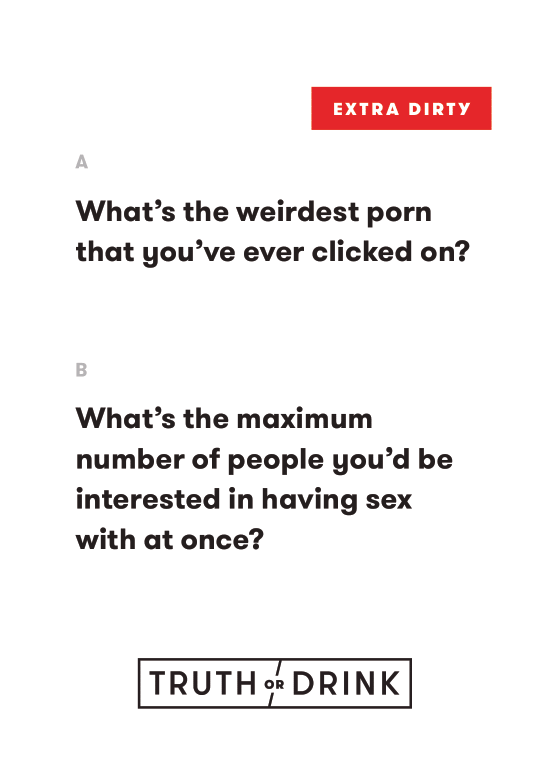 EXTRA DIRTY
A
What’s the weirdest porn
that you’ve ever clicked on?
B
What’s the maximum
number of people you’d be
interested in having sex
with at once?
TRUTH OR DRINK